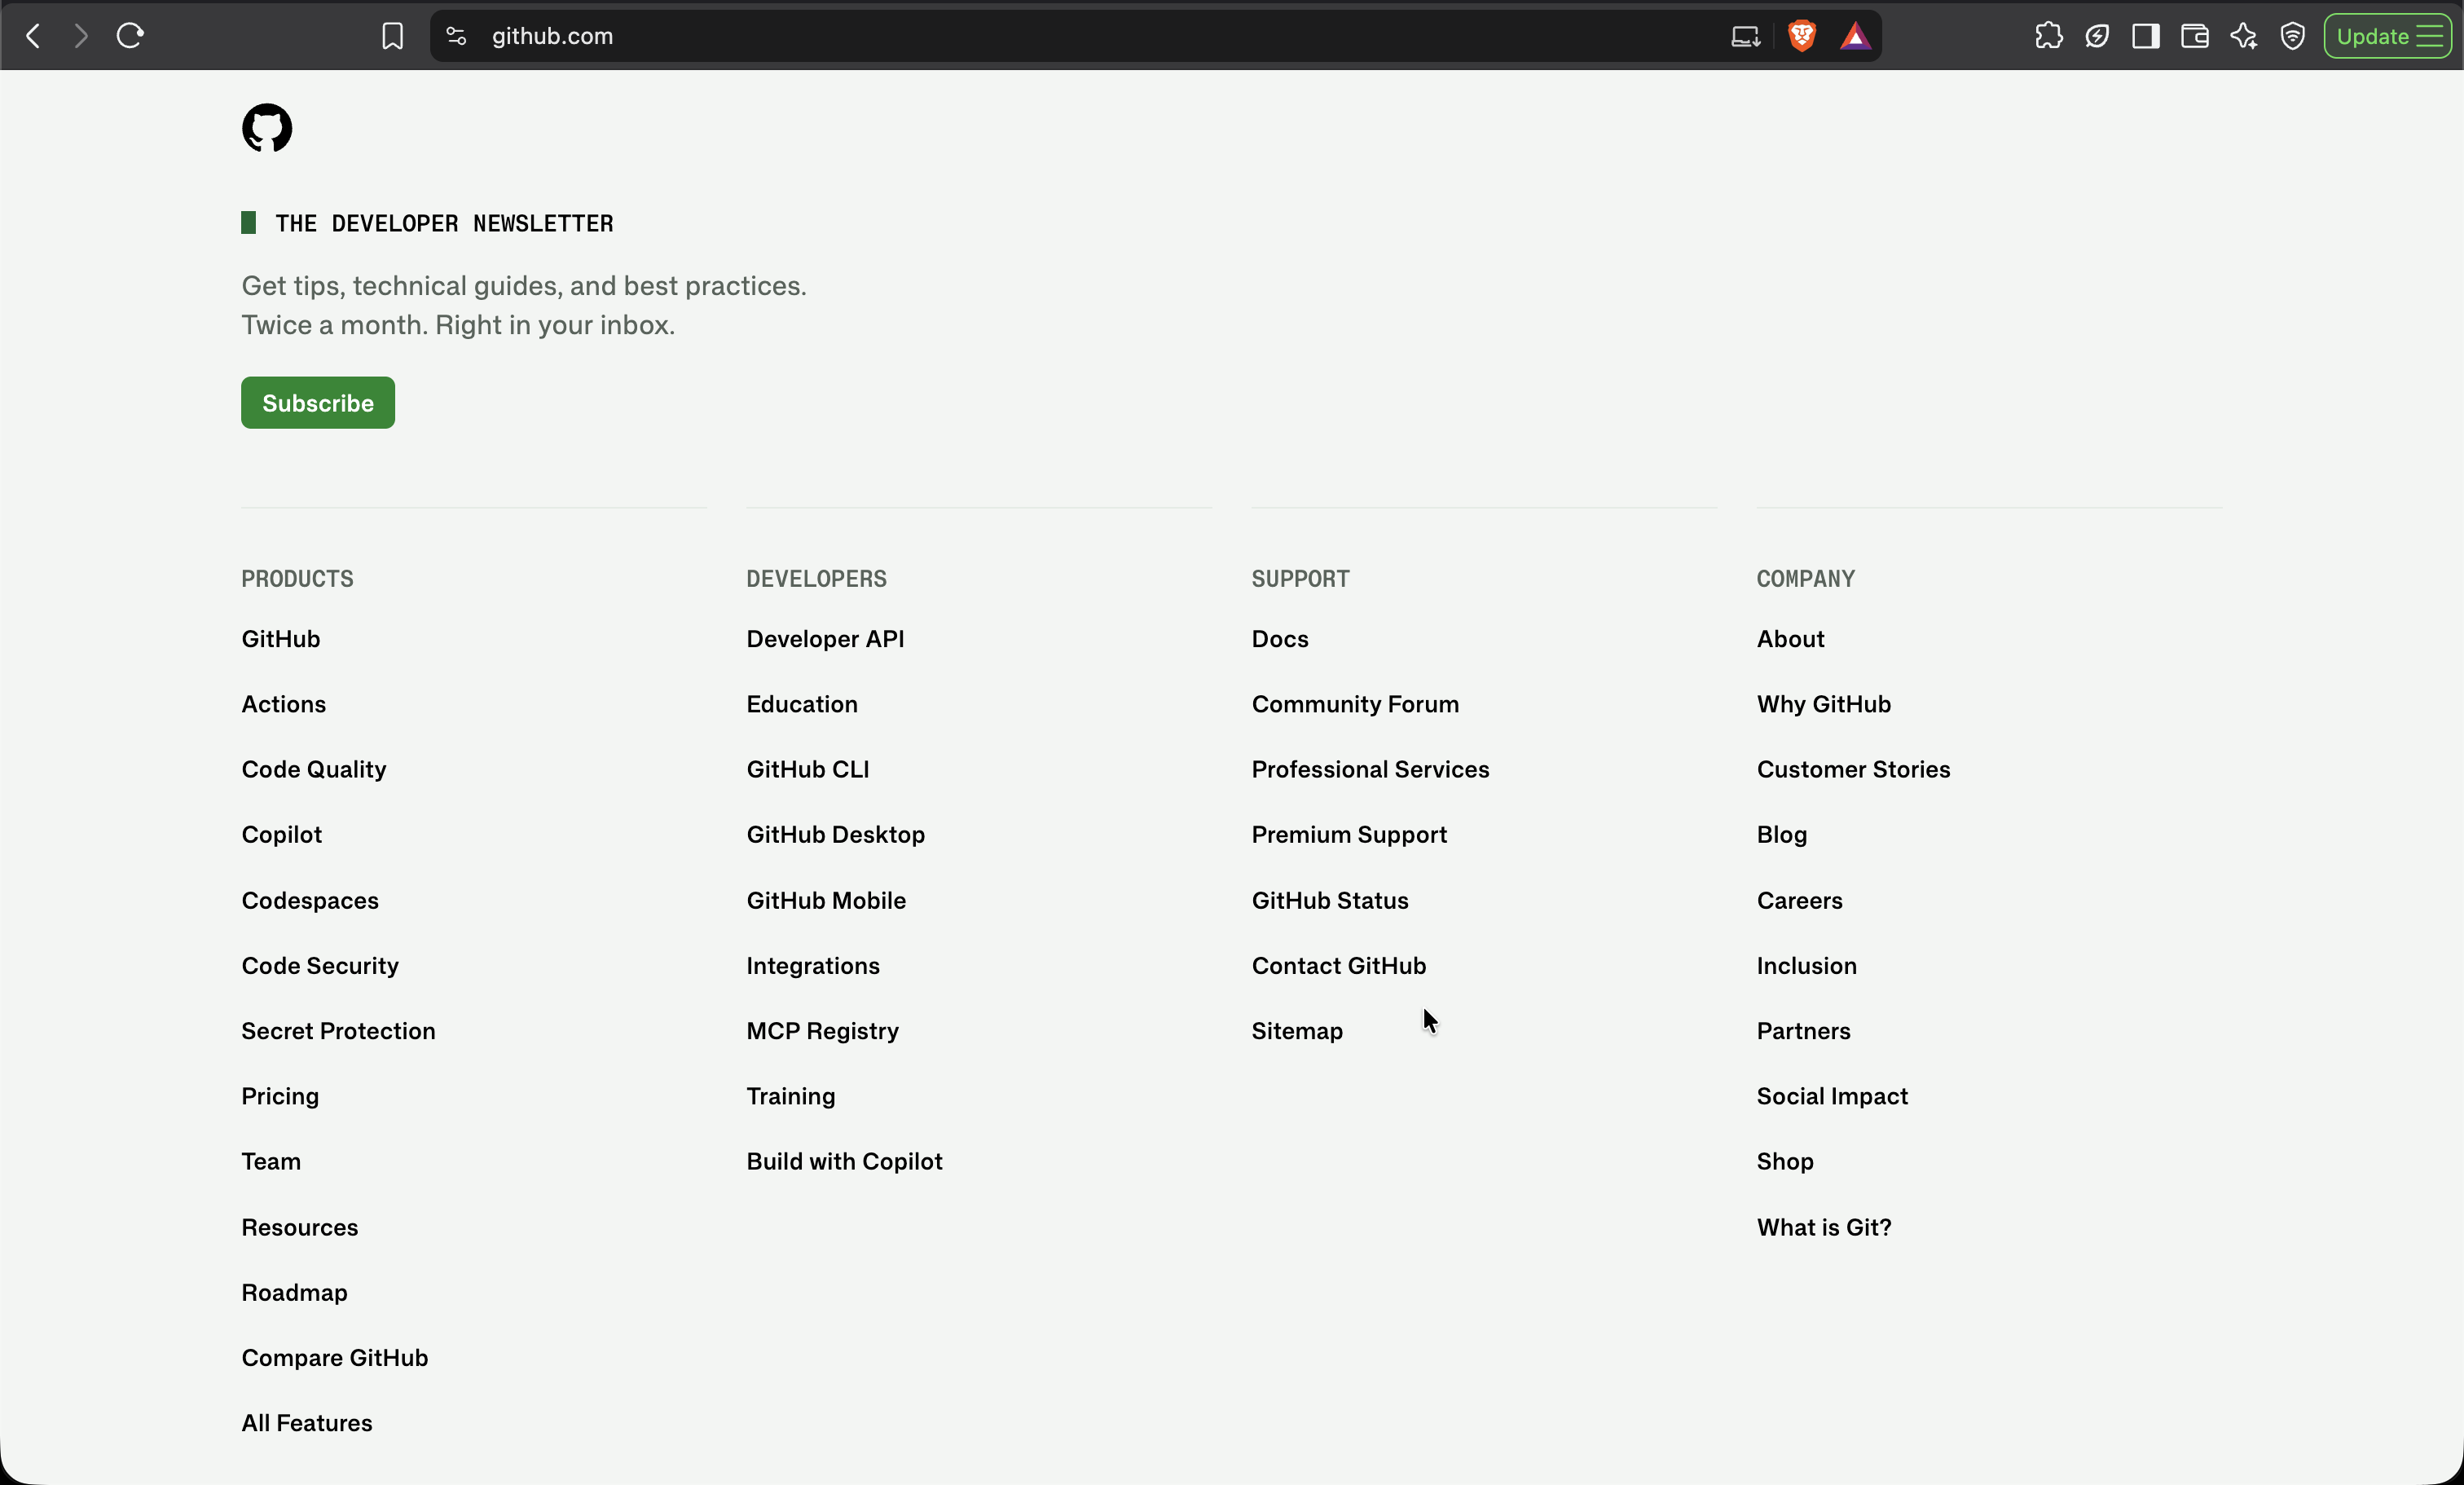 github.com
Update
THE DEVELOPER NEWSLETTER
Get tips, technical guides, and best practices.
Twice a month. Right in your inbox.
Subscribe
PRODUCTS
GitHub
Actions
Code Quality
Copilot
Codespaces
Code Security
Secret Protection
Pricing
Team
Resources
Roadmap
Compare GitHub
All Features
DEVELOPERS
Developer API
Education
GitHub CLI
GitHub Desktop
GitHub Mobile
Integrations
MCP Registry
Training
Build with Copilot
SUPPORT
Docs
Community Forum
Professional Services
Premium Support
GitHub Status
Contact GitHub
Sitemap
COMPANY
About
Why GitHub
Customer Stories
Blog
Careers
Inclusion
Partners
Social Impact
Shop
What is Git?